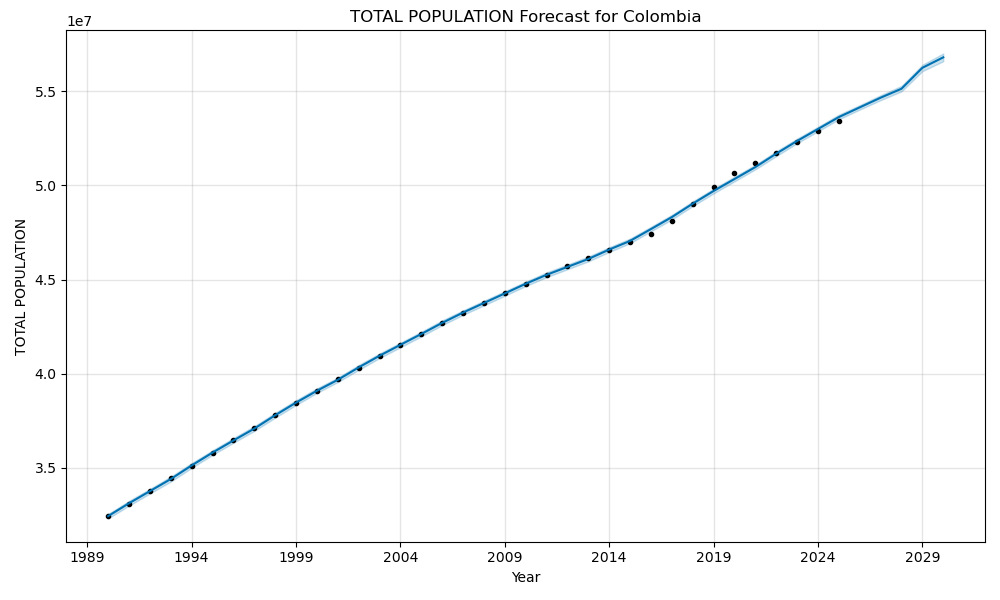 TOTAL POPULATION Forecast for Colombia
1e7
5.5
5.0
4.5
4.0
3.5
TOTAL POPULATION
1989 1994 1999 2004 2009 2014 2019 2024 2029
Year